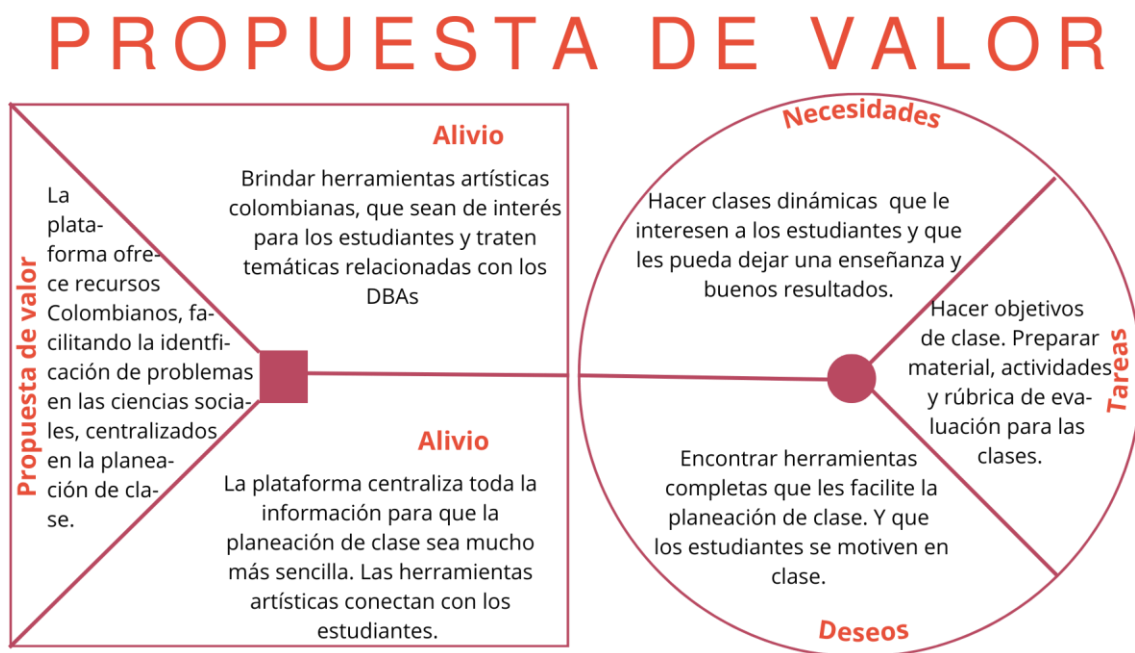 PROPUESTA DE VALOR
Propuesta de valor
La
plata-
forma ofre-
ce recursos
Colombianos, fa-
cilitando la identfi-
cación de problemas
en las ciencias socia-
les, centralizados
en la planea-
ción de cla-
se.
Alivio
Brindar herramientas artísticas
colombianas, que sean de interés
para los estudiantes y traten
temáticas relacionadas con los
DBAs
Alivio
La plataforma centraliza toda la
información para que la
planeación de clase sea mucho
más sencilla. Las herramientas
artísticas conectan con los
estudiantes.
Necesidades
Hacer clases dinámicas que le
interesen a los estudiantes y que
les pueda dejar una enseñanza y
buenos resultados.
Tareas
Hacer objetivos
de clase. Preparar
material, actividades
y rúbrica de eva-
luación para las
clases.
Encontrar herramientas
completas que les facilite la
planeación de clase. Y que
los estudiantes se motiven en
clase.
Deseos